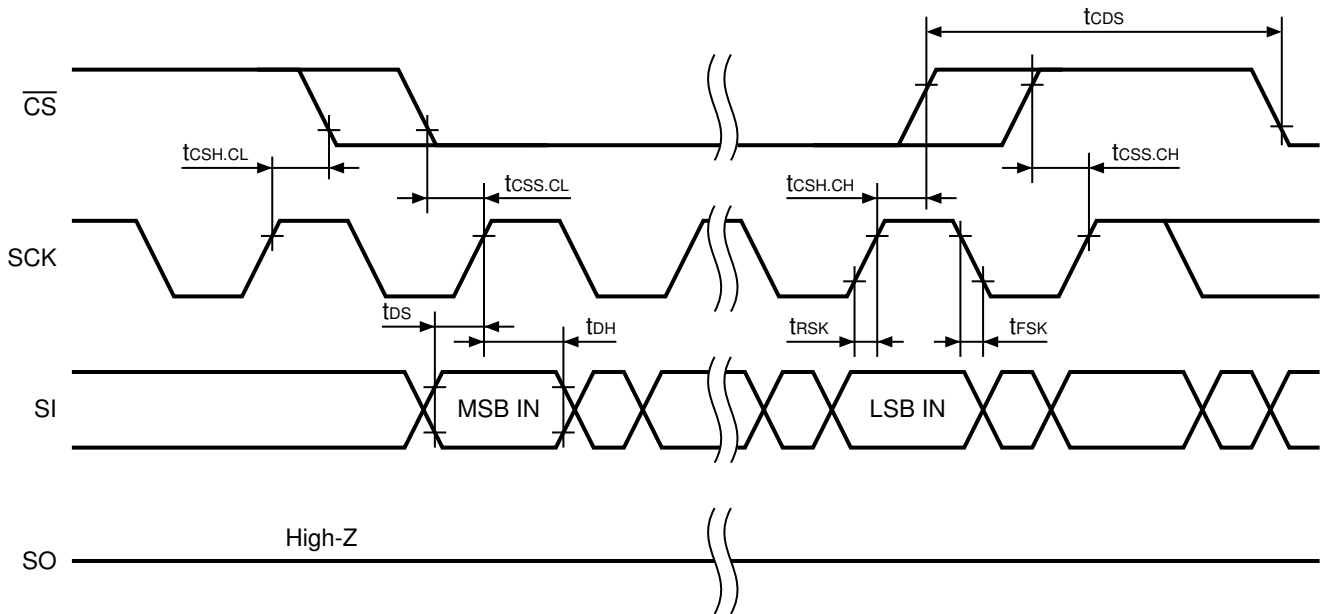 tCDS
CS
tCSH.CL
tCSS.CL
tCSH.CH
tCSS.CH
SCK
tDS
tDH
tRSK
tFSK
SI
MSB IN
LSB IN
High-Z
SO